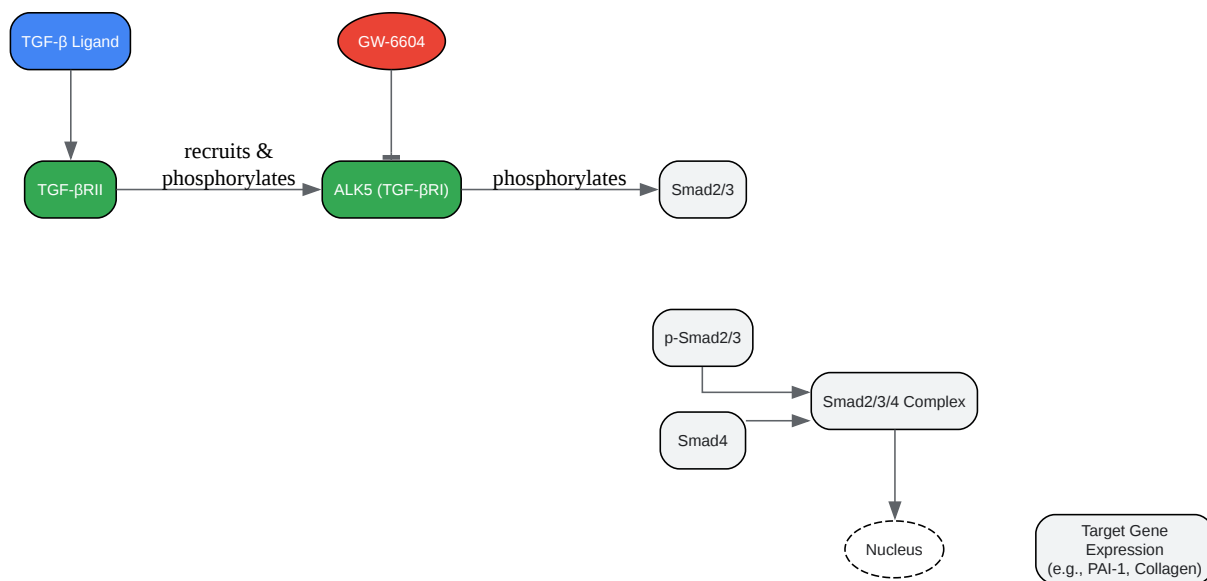 TGF-β Ligand
GW-6604
recruits &
phosphorylates
TGF-βRII
ALK5 (TGF-βRI)
phosphorylates
Smad2/3
p-Smad2/3
Smad2/3/4 Complex
Smad4
Nucleus
Target Gene
Expression
(e.g., PAI-1, Collagen)